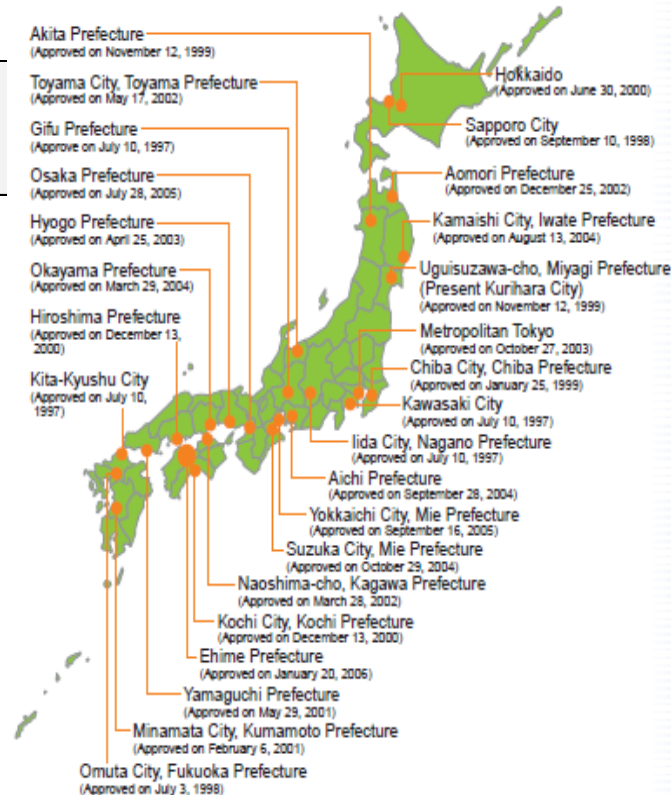 Akita Prefecture
(Approved on November 12, 1999)
Toyama City, Toyama Prefecture
(Approved on May 17, 2002)
Gifu Prefecture
(Approve on July 10, 1997)
Osaka Prefecture
(Approved on July 28, 2005)
Hyogo Prefecture
(Approved on April 25, 2003)
Okayama Prefecture
(Approved on March 29, 2004)
Hiroshima Prefecture
(Approved on December 13,
2000)
Kita-Kyushu City
(Approved on July 10,
1997)
Hokkaido
(Approved on June 30, 2000)
Sapporo City
(Approved on September 10, 1998)
Aomori Prefecture
(Approved on December 25, 2002)
Kamaishi City, Iwate Prefecture
(Approved on August 13, 2004)
Uguisuzawa-cho, Miyagi Prefecture
(Present Kurihara City)
(Approved on November 12, 1999)
Metropolitan Tokyo
(Approved on October 27, 2003)
Chiba City, Chiba Prefecture
(Approved on January 25, 1999)
Kawasaki City
(Approved on July 10, 1997)
Iida City, Nagano Prefecture
(Approved on July 10, 1997)
Aichi Prefecture
(Approved on September 28, 2004)
Yokkaichi City, Mie Prefecture
(Approved on September 16, 2005)
Suzuka City, Mie Prefecture
(Approved on October 29, 2004)
Naoshima-cho, Kagawa Prefecture
(Approved on March 28, 2002)
Kochi City, Kochi Prefecture
(Approved on December 13, 2000)
Ehime Prefecture
(Approved on January 20, 2006)
Yamaguchi Prefecture
(Approved on May 29, 2001)
Minamata City, Kumamoto Prefecture
(Approved on February 6, 2001)
Omuta City, Fukuoka Prefecture
(Approved on July 3, 1998)